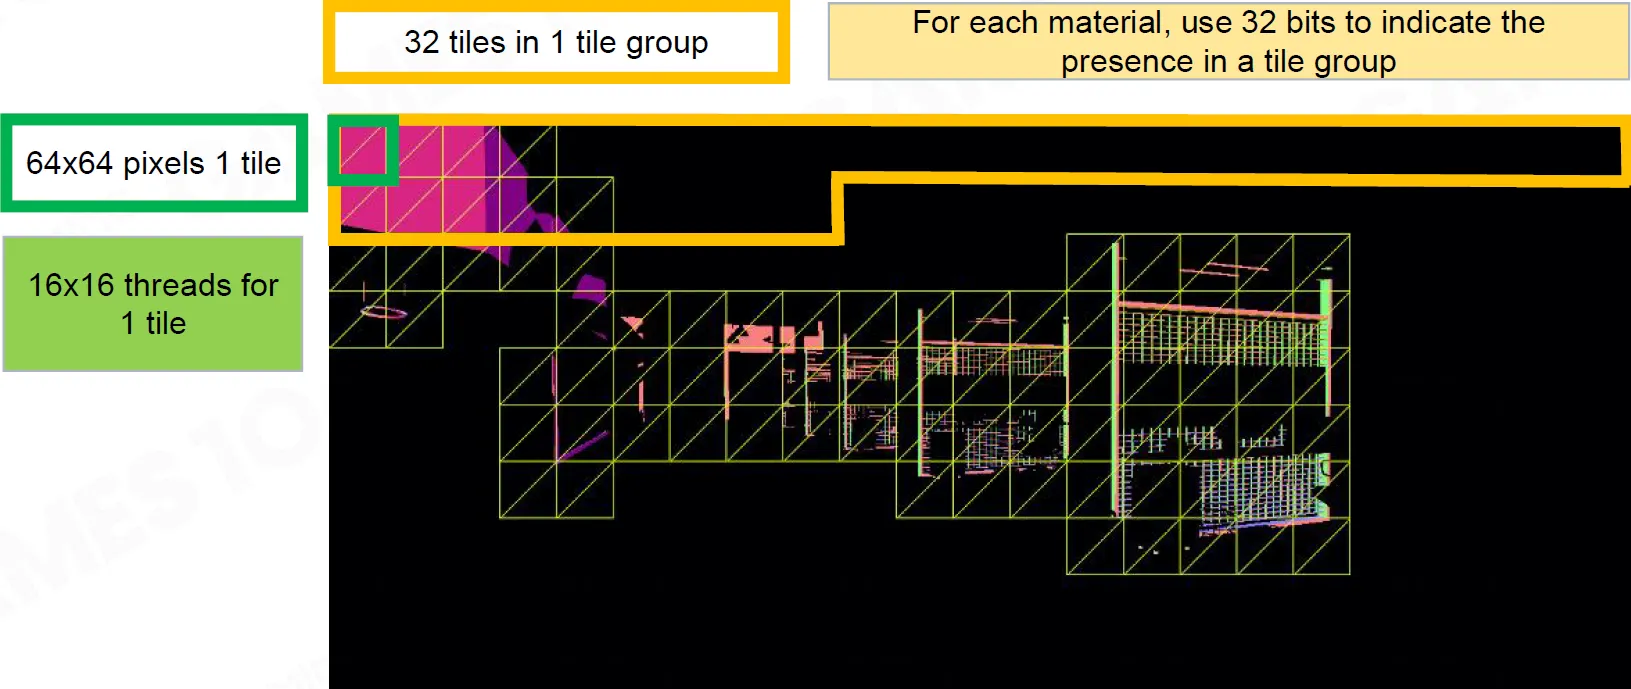 32 tiles in 1 tile group
For each material, use 32 bits to indicate the
presence in a tile group
64x64 pixels 1 tile
16x16 threads for
1 tile